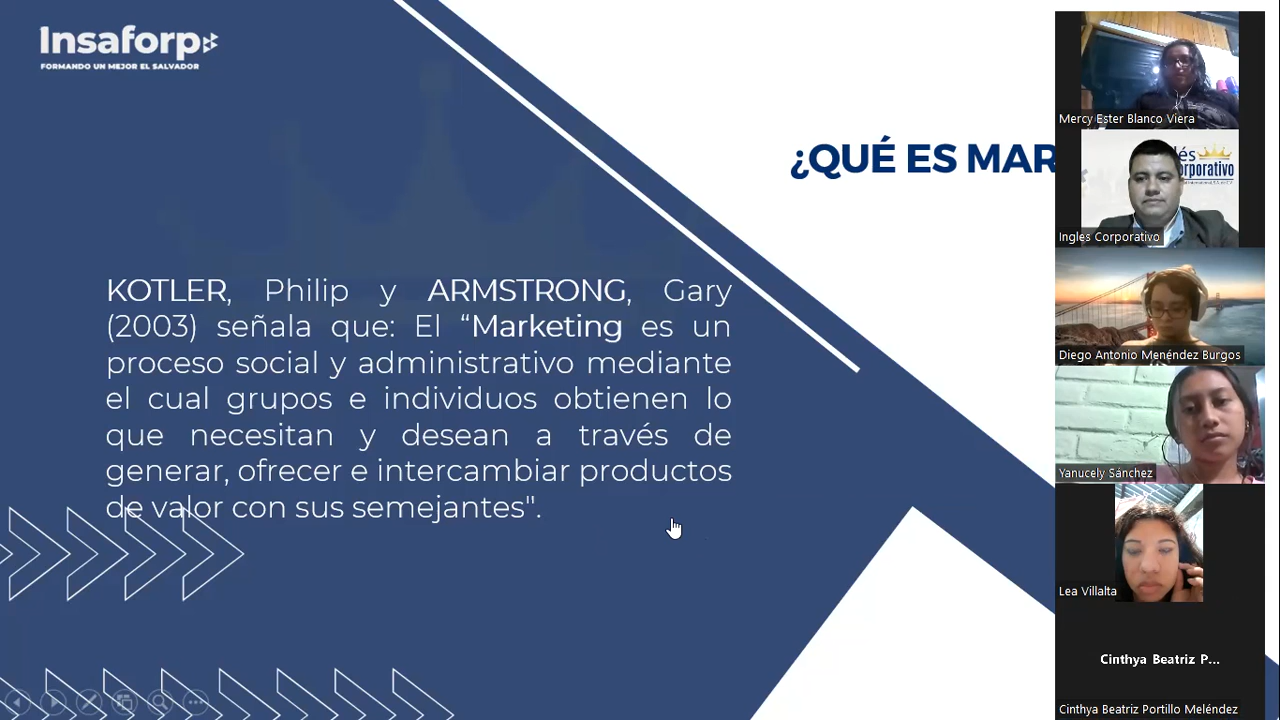 Insaforp
FORMANDO UN MEJOR EL SALVADOR
¿QUÉ ES MAR
KOTLER, Philip y ARMSTRONG, Gary
(2003) señala que: El “Marketing es un
proceso social y administrativo mediante
el cual grupos e individuos obtienen lo
que necesitan y desean a través de
generar, ofrecer e intercambiar productos
de valor con sus semejantes".
Mercy Ester Blanco Viera
lés
orporativo
Ingles Corporativo
Diego Antonio Menéndez Burgos
Yanucely Sánchez
Lea Villalta
Cinthya Beatriz P...
Cinthya Beatriz Portillo Meléndez